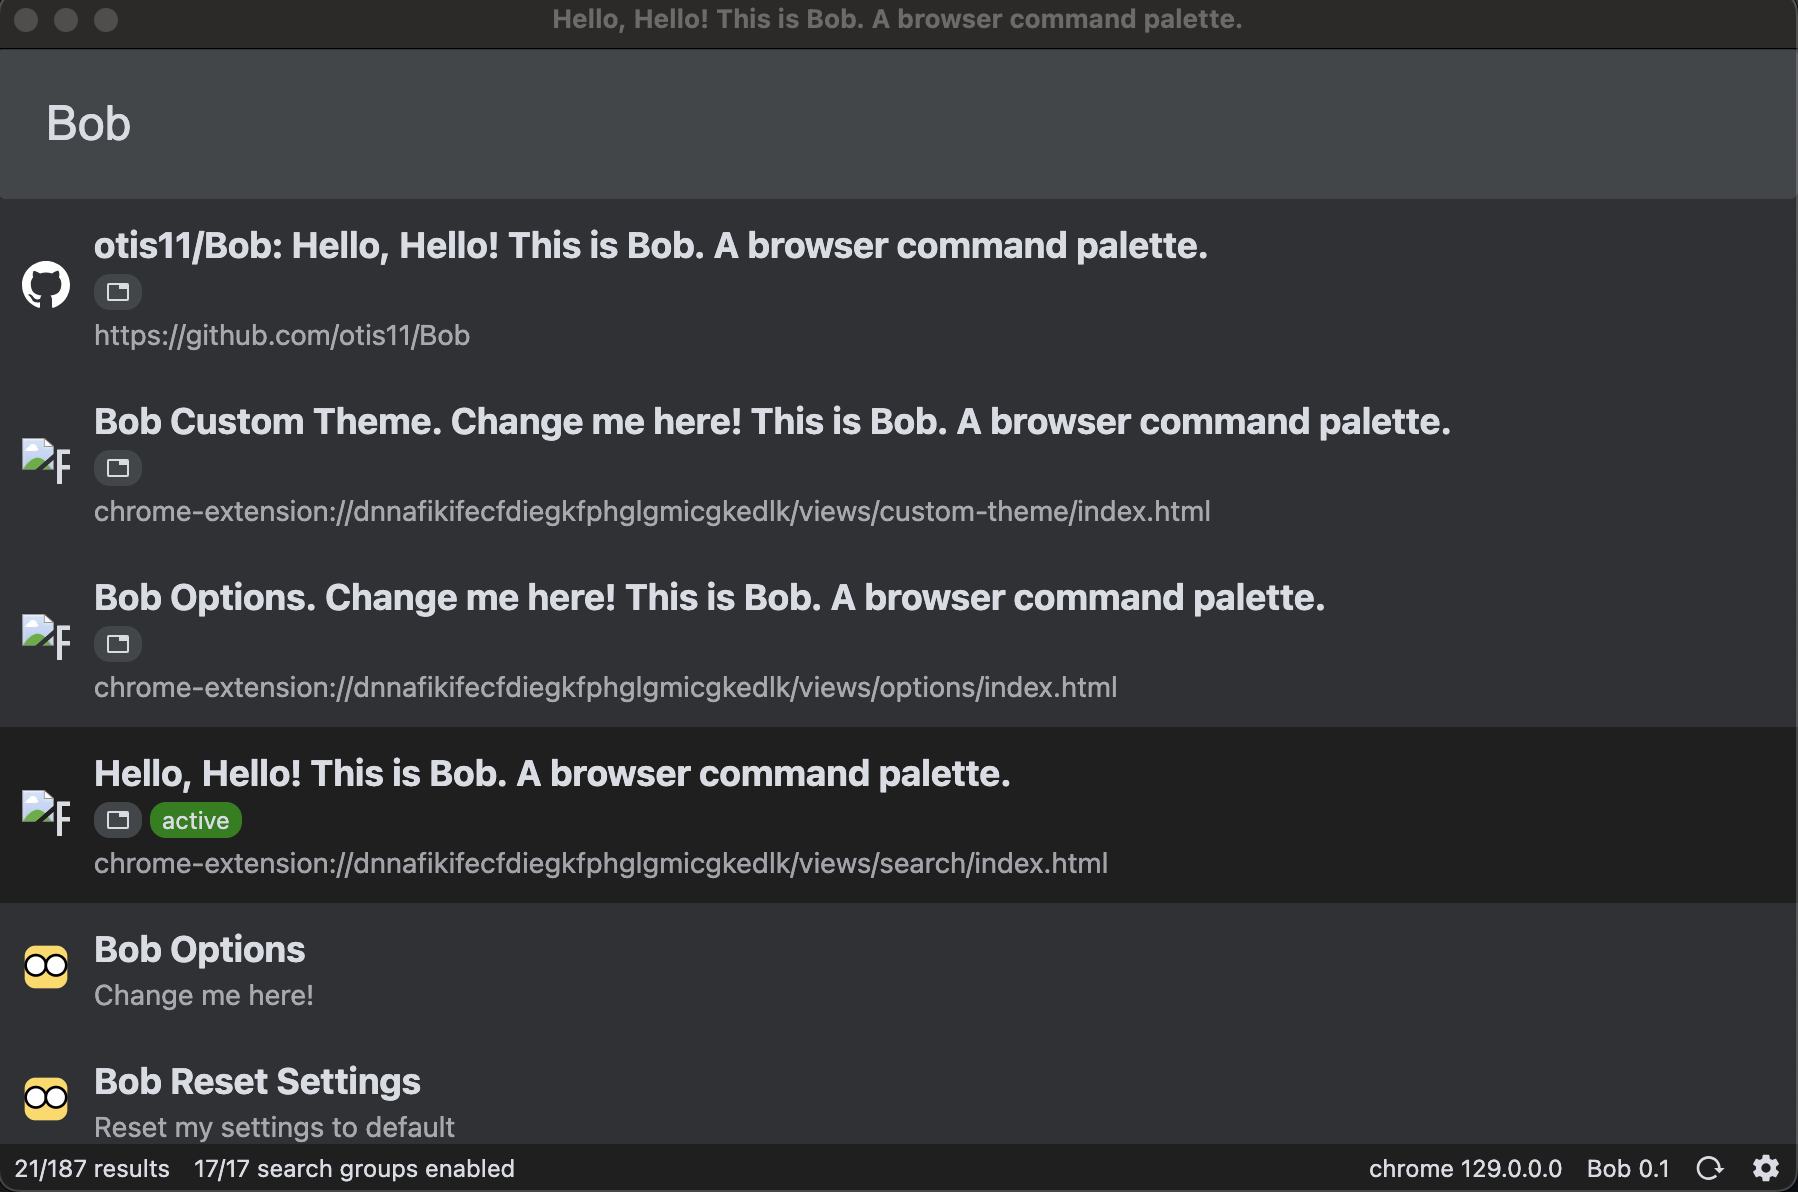 Hello, Hello! This is Bob. A browser command palette.
Bob
otis11/Bob: Hello, Hello! This is Bob. A browser command palette.
https://github.com/otis11/Bob
Bob Custom Theme. Change me here! This is Bob. A browser command palette.
F
chrome-extension://dnnafikifecfdiegkfphglgmicgkedlk/views/custom-theme/index.html
Bob Options. Change me here! This is Bob. A browser command palette.
F
chrome-extension://dnnafikifecfdiegkfphglgmicgkedlk/views/options/index.html
Hello, Hello! This is Bob. A browser command palette.
F
active
chrome-extension://dnnafikifecfdiegkfphglgmicgkedlk/views/search/index.html
Bob Options
Change me here!
Bob Reset Settings
Reset my settings to default
21/187 results 17/17 search groups enabled chrome 129.0.0.0 Bob 0.1